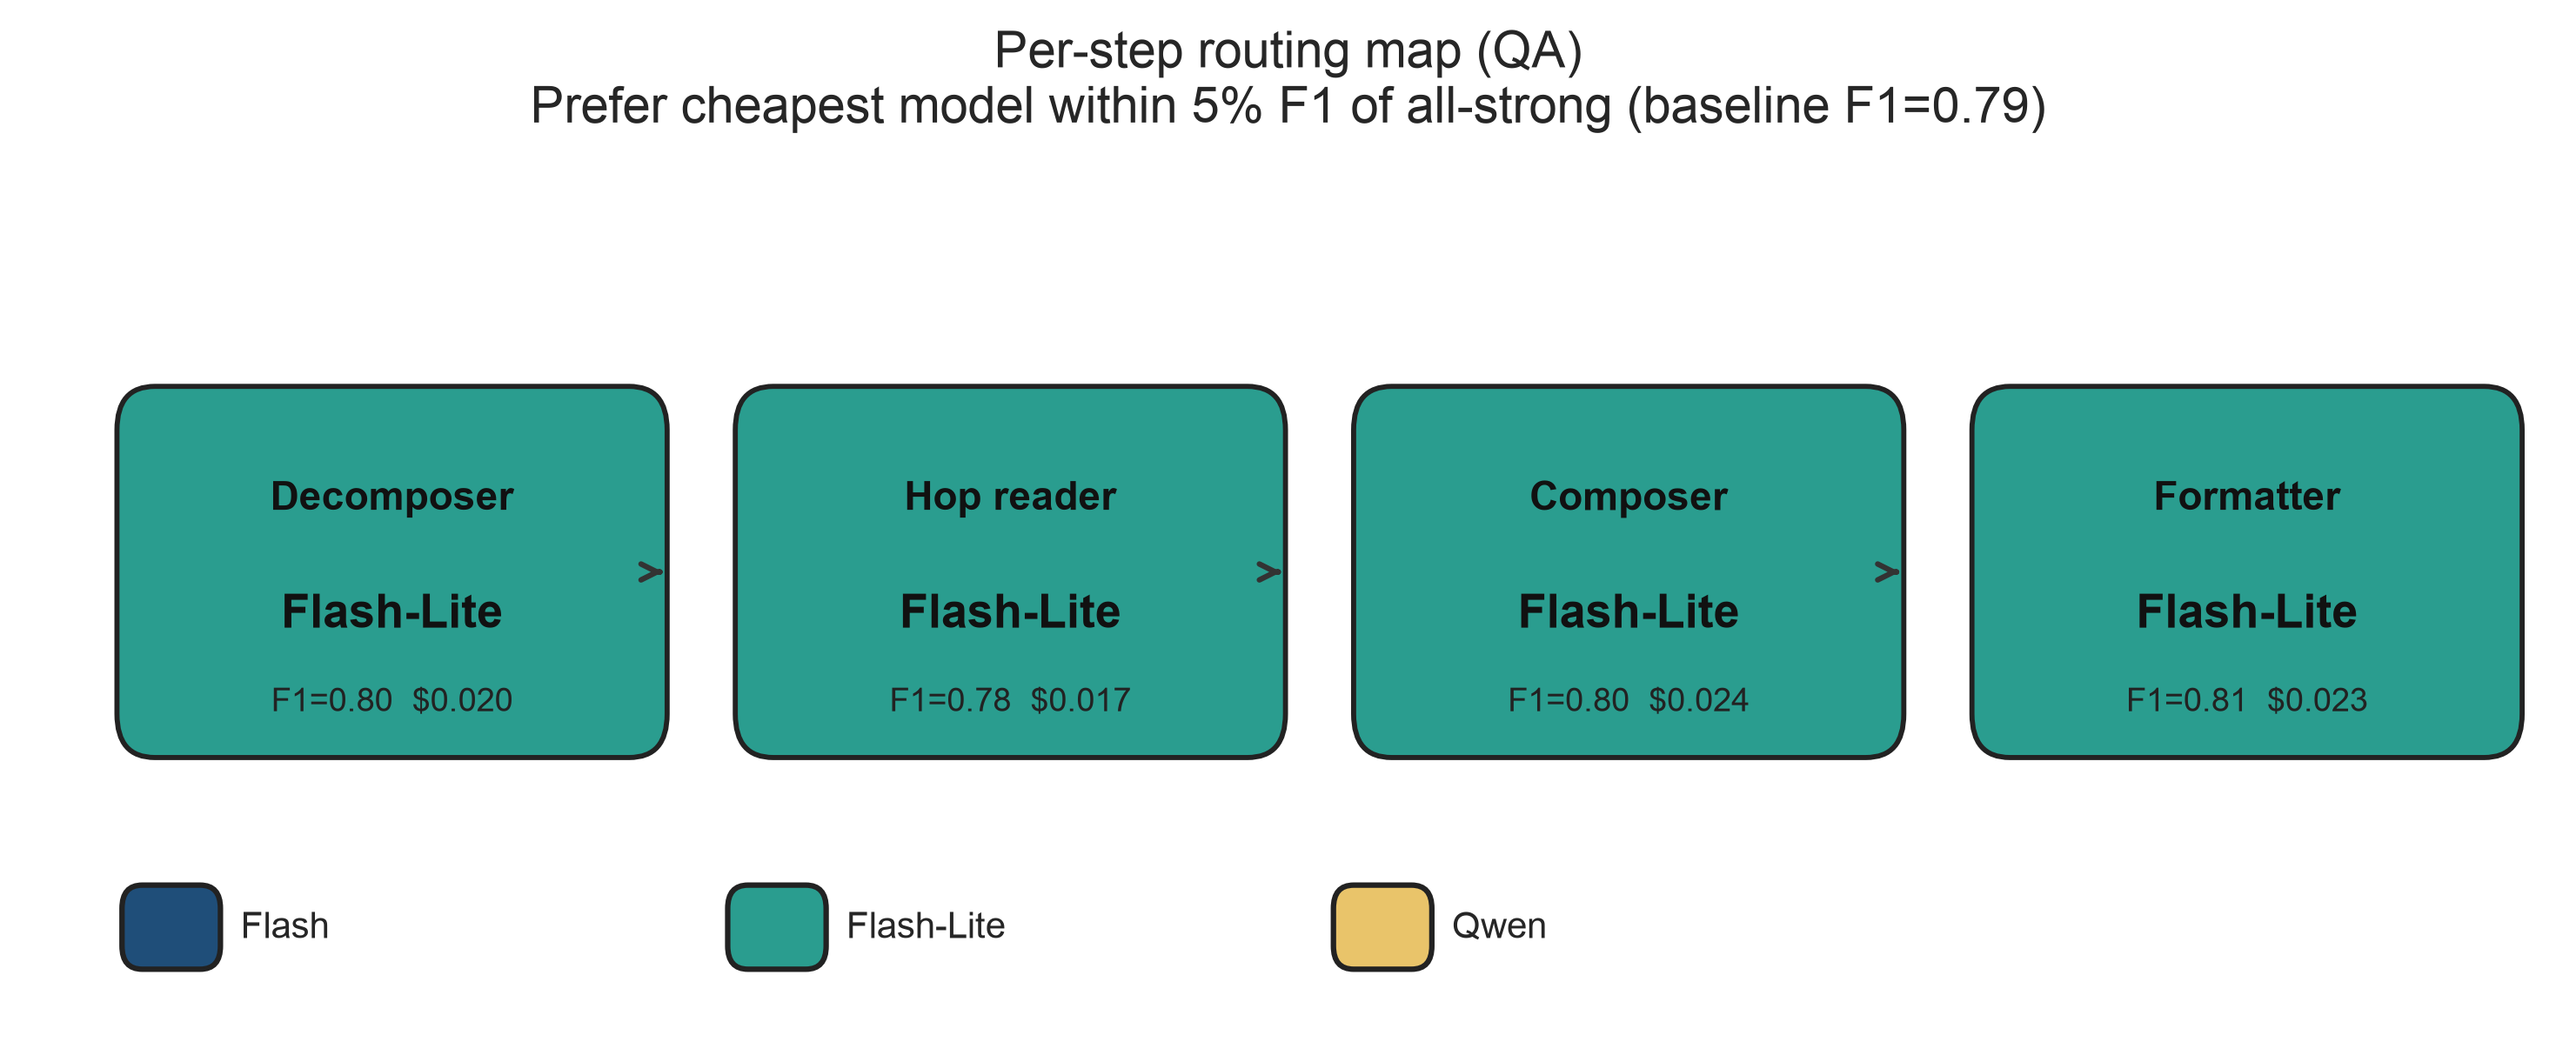 Per-step routing map (QA)
Prefer cheapest model within 5% F1 of all-strong (baseline F1=0.79)
Decomposer
Flash-Lite
F1=0.80 $0.020
Hop reader
Flash-Lite
F1=0.78 $0.017
Composer
Flash-Lite
F1=0.80 $0.024
Formatter
Flash-Lite
F1=0.81 $0.023
Flash
Flash-Lite
Qwen